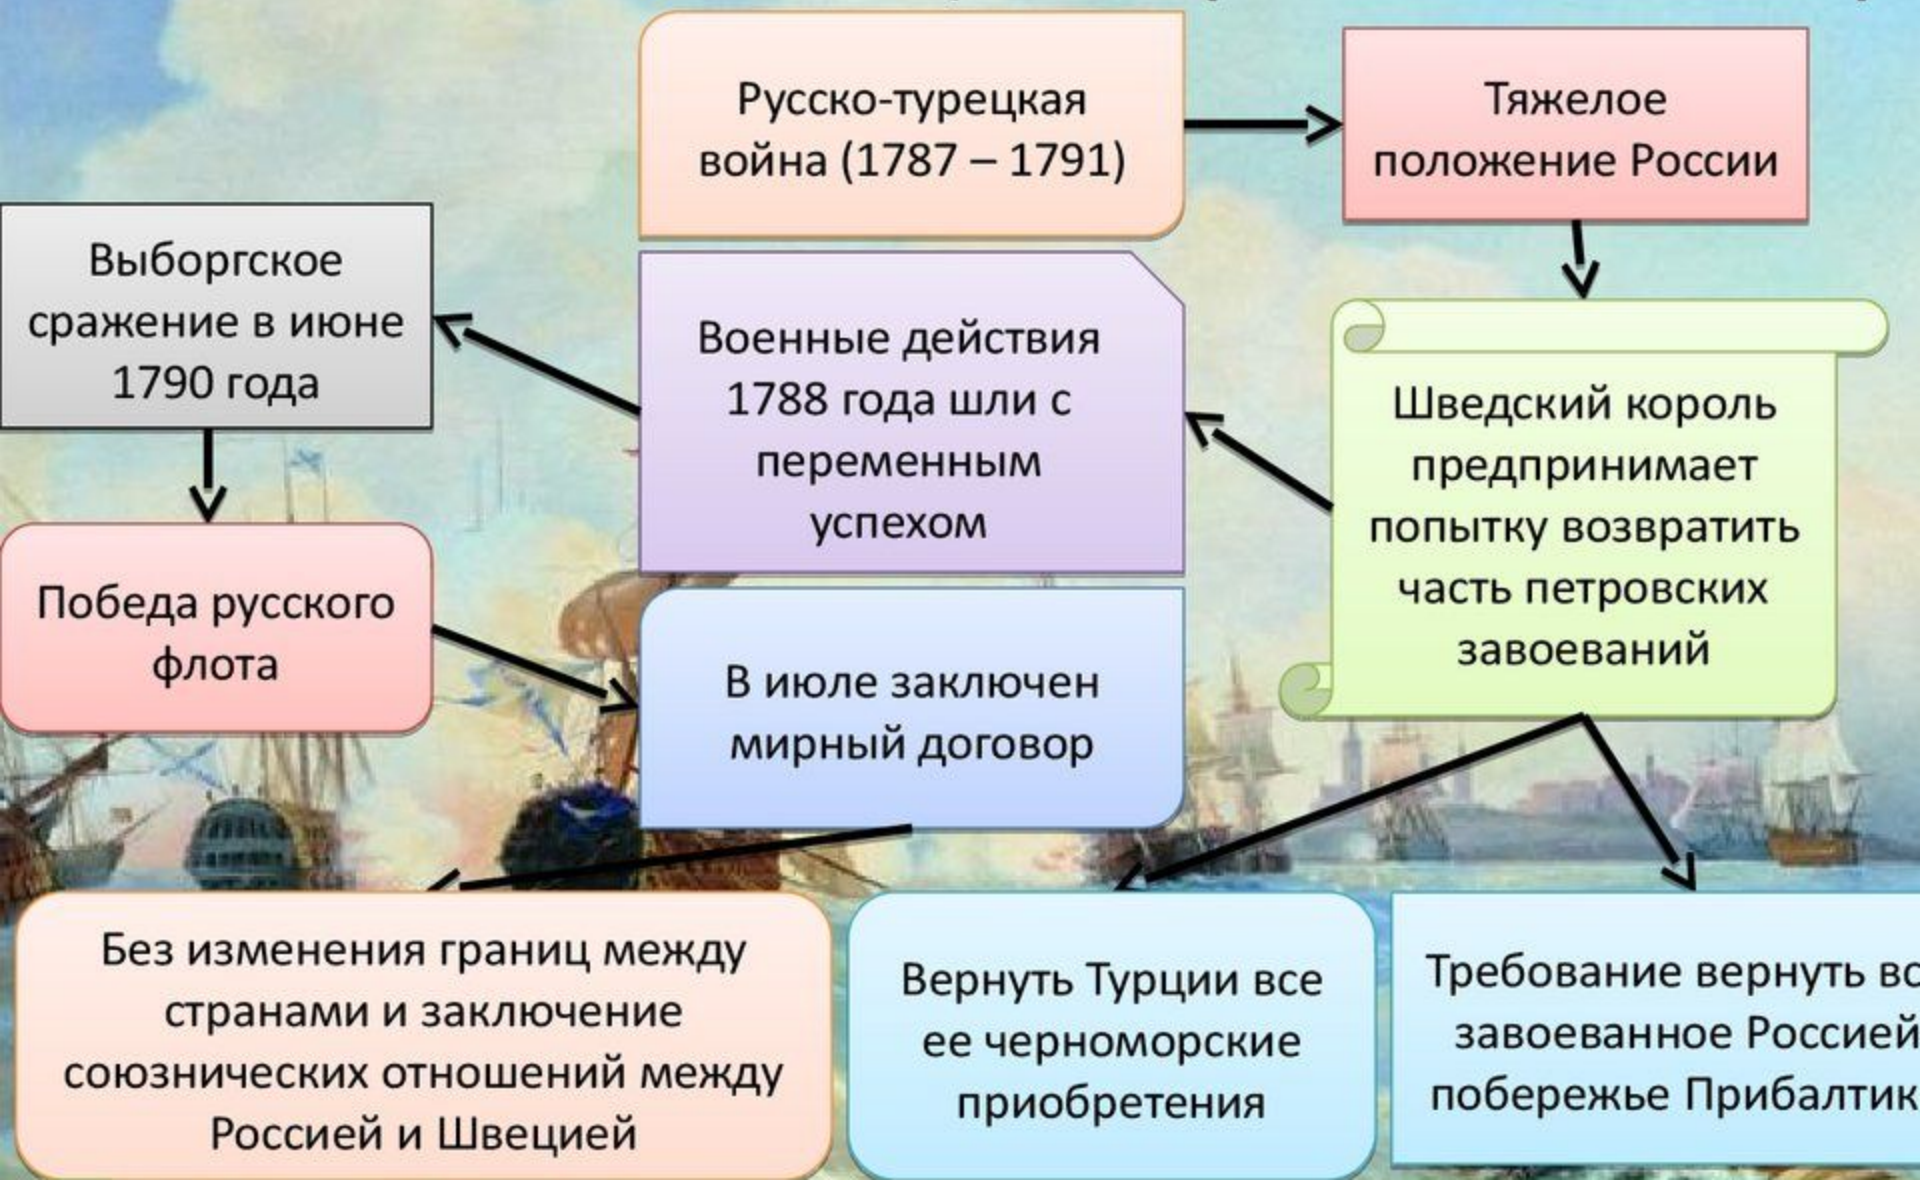 Русско-турецкая
война (1787 – 1791)
Тяжелое
положение России
Шведский король
предпринимает
попытку возвратить
часть петровских
завоеваний
Военные действия
1788 года шли с
переменным
успехом
Выборгское
сражение в июне
1790 года
Победа русского
флота
В июле заключен
мирный договор
Без изменения границ между
странами и заключение
союзнических отношений между
Россией и Швецией
Вернуть Турции все
ее черноморские
приобретения
Требование вернуть
завоеванное Россией
побережье